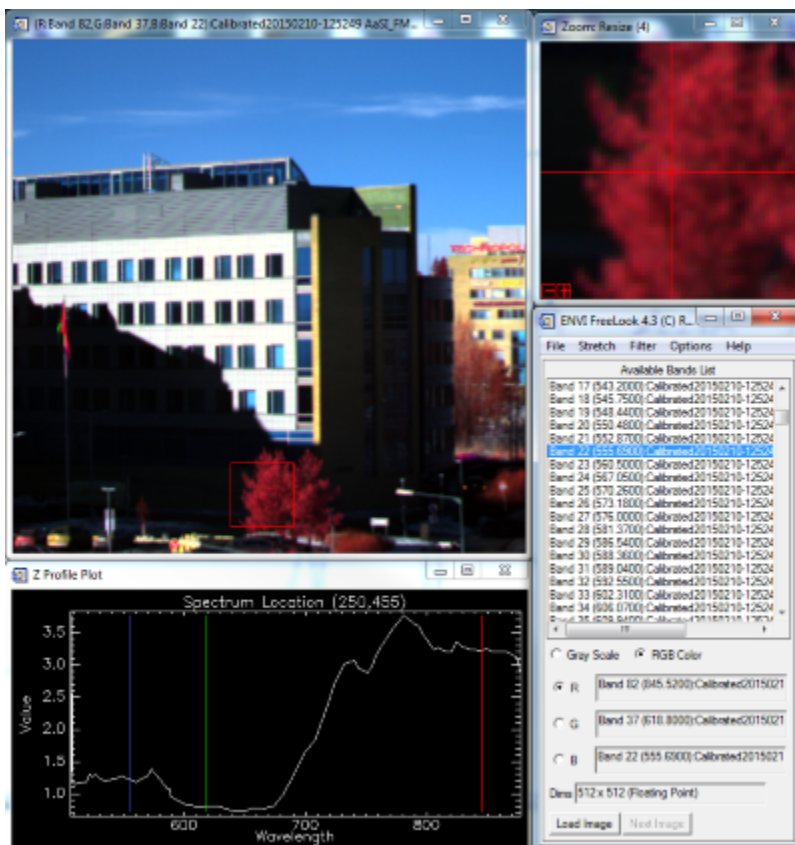 (R:Band 82,G:Band 37,B:Band 22):Calibrated20150210-125249 AaSI_FM...
Zoom: Resize (4)
TECHNOPOLIS
ENVI FreeLook 4.3 (C) R...
File Stretch Filter Options Help
Available Bands List
Band 17 (543.2000):Calibrated20150210-12524
Band 18 (545.7500):Calibrated20150210-12524
Band 19 (548.4400):Calibrated20150210-12524
Band 20 (550.4800):Calibrated20150210-12524
Band 21 (552.8700):Calibrated20150210-12524
Band 22 (555.6900):Calibrated20150210-12524
Band 23 (560.5000):Calibrated20150210-12524
Band 24 (567.0500):Calibrated20150210-12524
Band 25 (570.2600):Calibrated20150210-12524
Band 26 (573.1800):Calibrated20150210-12524
Band 27 (576.0000):Calibrated20150210-12524
Band 28 (581.3700):Calibrated20150210-12524
Band 29 (586.5400):Calibrated20150210-12524
Band 30 (588.3600):Calibrated20150210-12524
Band 31 (589.0400):Calibrated20150210-12524
Band 32 (592.5500):Calibrated20150210-12524
Band 33 (602.3100):Calibrated20150210-12524
Band 34 (606.0700):Calibrated20150210-12524
Gray Scale RGB Color
R Band 82 (845.5200):Calibrated2015021
G Band 37 (618.8000):Calibrated2015021
B Band 22 (555.6900):Calibrated2015021
Dims 512 x 512 (Floating Point)
Load Image Next Image
Z Profile Plot
Spectrum Location (250,455)
Value
3.5
3.0
2.5
2.0
1.5
1.0
600 700 800
Wavelength